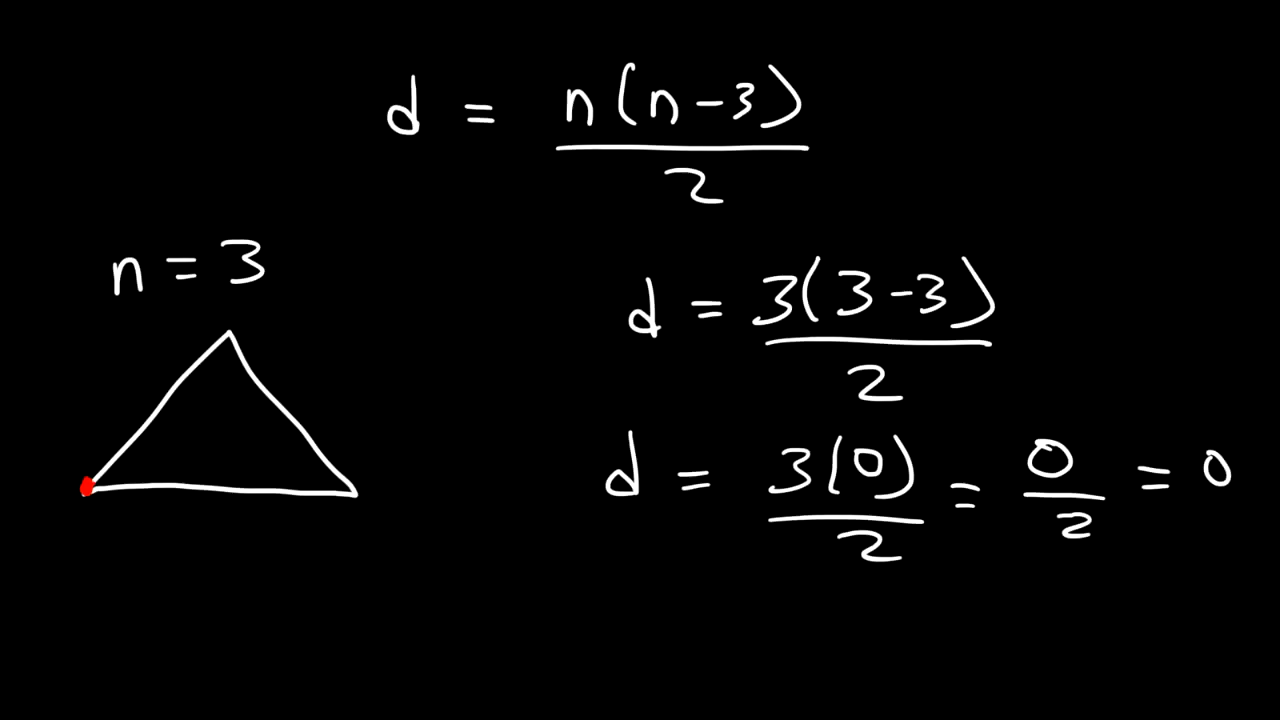 d = n(n-3)/2
n = 3
d = 3(3-3)/2
d = 3(0)/2 = 0/2 = 0